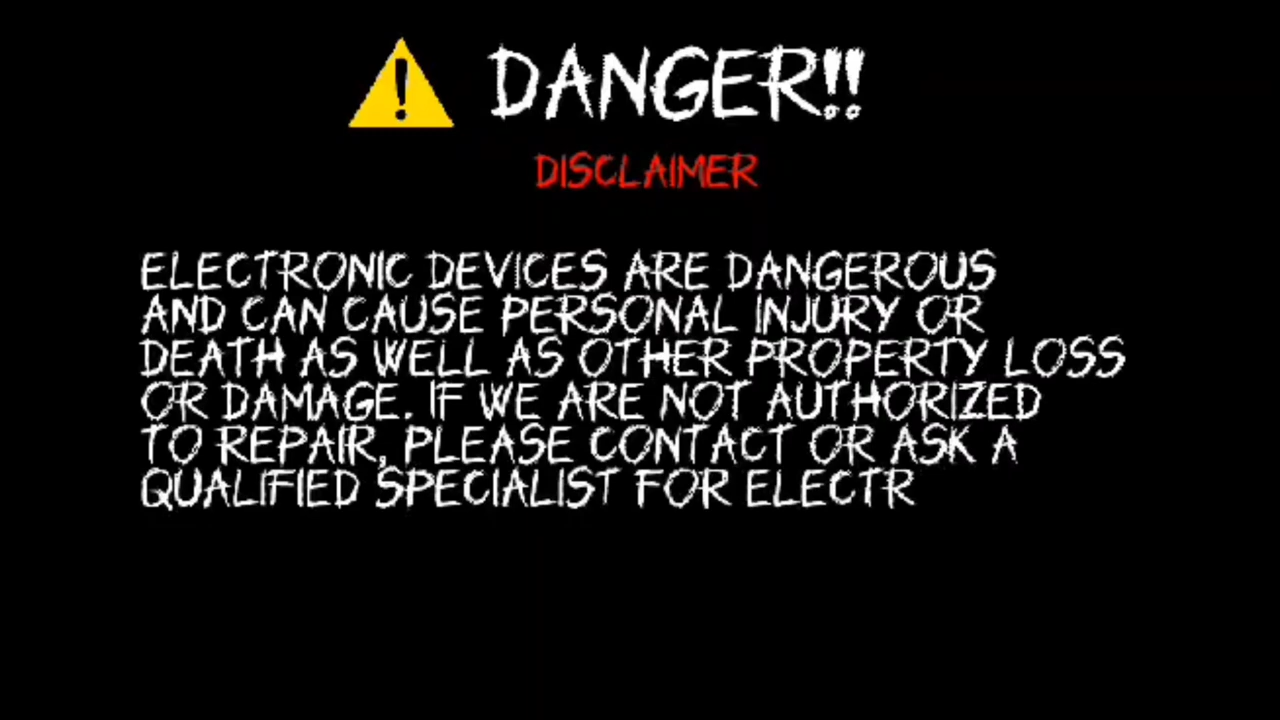 DANGER!!
DISCLAIMER
ELECTRONIC DEVICES ARE DANGEROUS
AND CAN CAUSE PERSONAL INJURY OR
DEATH AS WELL AS OTHER PROPERTY LOSS
OR DAMAGE. IF WE ARE NOT AUTHORIZED
TO REPAIR, PLEASE CONTACT OR ASK A
QUALIFIED SPECIALIST FOR ELECTR